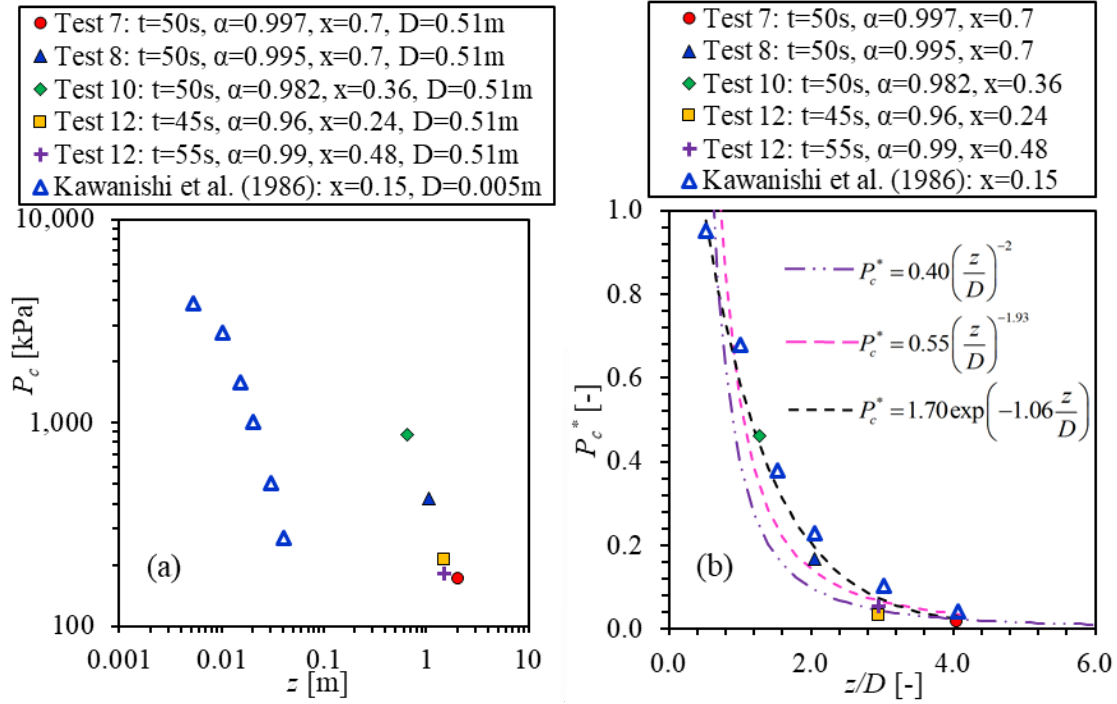 Test 7: t=50s, α=0.997, x=0.7, D=0.51m
Test 8: t=50s, α=0.995, x=0.7, D=0.51m
Test 10: t=50s, α=0.982, x=0.36, D=0.51m
Test 12: t=45s, α=0.96, x=0.24, D=0.51m
Test 12: t=55s, α=0.99, x=0.48, D=0.51m
Kawanishi et al. (1986): x=0.15, D=0.005m
10,000
1,000
100
P_c [kPa]
(a)
0.001
0.01
0.1
1
10
z [m]
Test 7: t=50s, α=0.997, x=0.7
Test 8: t=50s, α=0.995, x=0.7
Test 10: t=50s, α=0.982, x=0.36
Test 12: t=45s, α=0.96, x=0.24
Test 12: t=55s, α=0.99, x=0.48
Kawanishi et al. (1986): x=0.15
1.0
0.8
0.6
0.4
0.2
0.0
P_c^* [-]
P_c^* = 0.40(z/D)^{-2}
P_c^* = 0.55(z/D)^{-1.93}
P_c^* = 1.70exp(-1.06 z/D)
(b)
0.0
2.0
4.0
6.0
z/D [-]